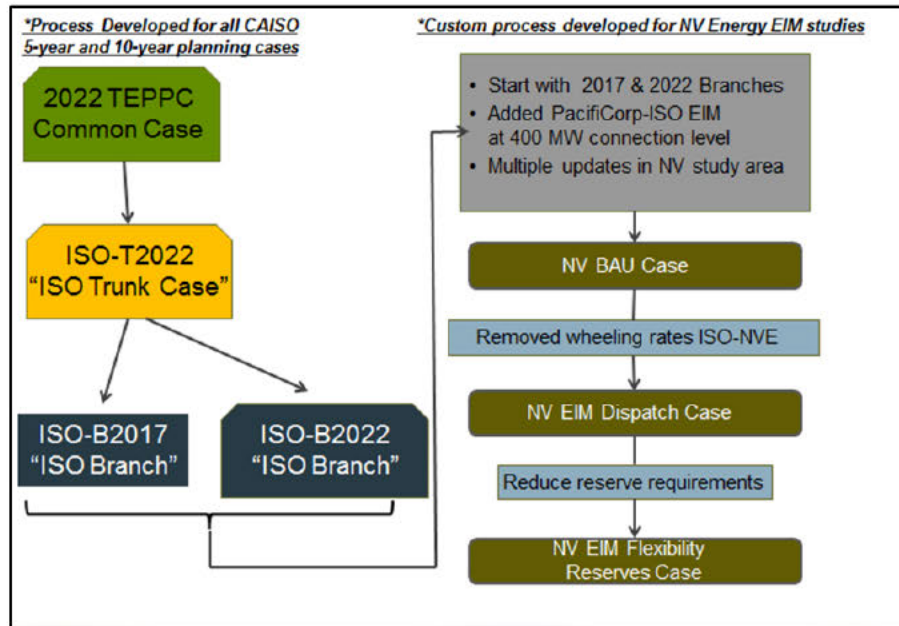 *Process Developed for all CAISO
5-year and 10-year planning cases
2022 TEPPC
Common Case
ISO-T2022
“ISO Trunk Case”
ISO-B2017
“ISO Branch”
ISO-B2022
“ISO Branch”
*Custom process developed for NV Energy EIM studies
• Start with 2017 & 2022 Branches
• Added PacifiCorp-ISO EIM
at 400 MW connection level
• Multiple updates in NV study area
NV BAU Case
Removed wheeling rates ISO-NVE
NV EIM Dispatch Case
Reduce reserve requirements
NV EIM Flexibility
Reserves Case